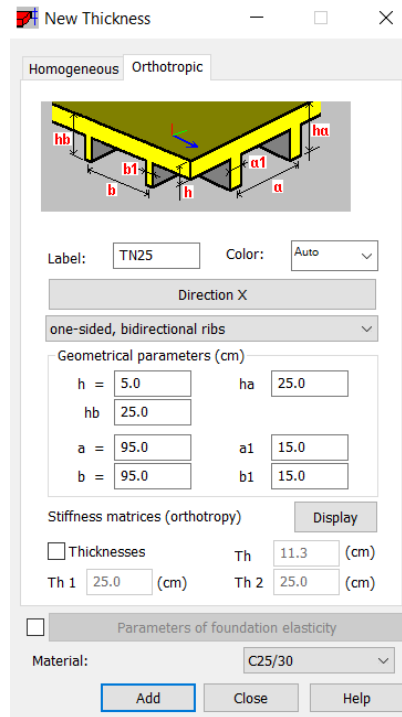 New Thickness
Homogeneous Orthotropic
hb ha
b1 a1
b h a
Label: TN25 Color: Auto
Direction X
one-sided, bidirectional ribs
Geometrical parameters (cm)
h = 5.0 ha 25.0
hb 25.0
a = 95.0 a1 15.0
b = 95.0 b1 15.0
Stiffness matrices (orthotropy) Display
Thicknesses Th 11.3 (cm)
Th 1 25.0 (cm) Th 2 25.0 (cm)
Parameters of foundation elasticity
Material: C25/30
Add Close Help